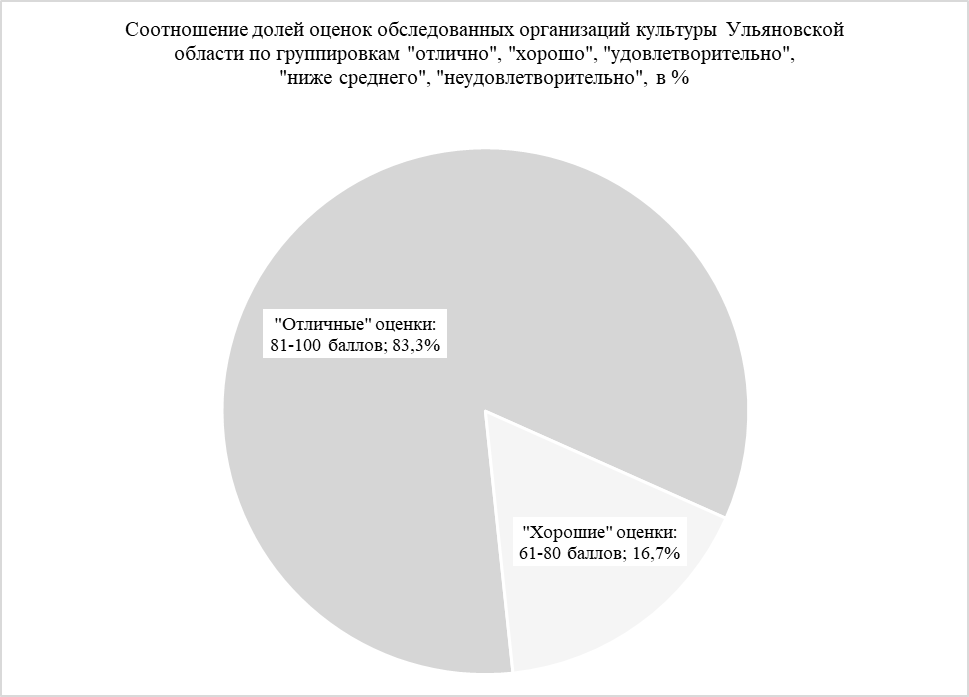 Соотношение долей оценок обследованных организаций культуры Ульяновской
области по группировкам "отлично", "хорошо", "удовлетворительно",
"ниже среднего", "неудовлетворительно", в %
"Отличные" оценки:
81-100 баллов; 83,3%
"Хорошие" оценки:
61-80 баллов; 16,7%